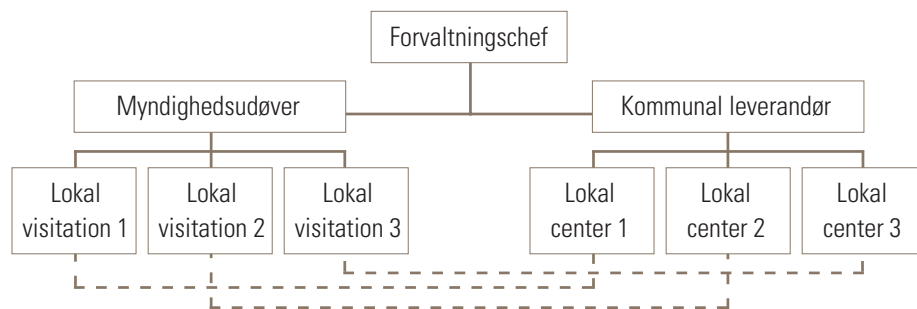 Forvaltningschef
Myndighedsudøver
Kommunal leverandør
Lokal
visitation 1
Lokal
visitation 2
Lokal
visitation 3
Lokal
center 1
Lokal
center 2
Lokal
center 3